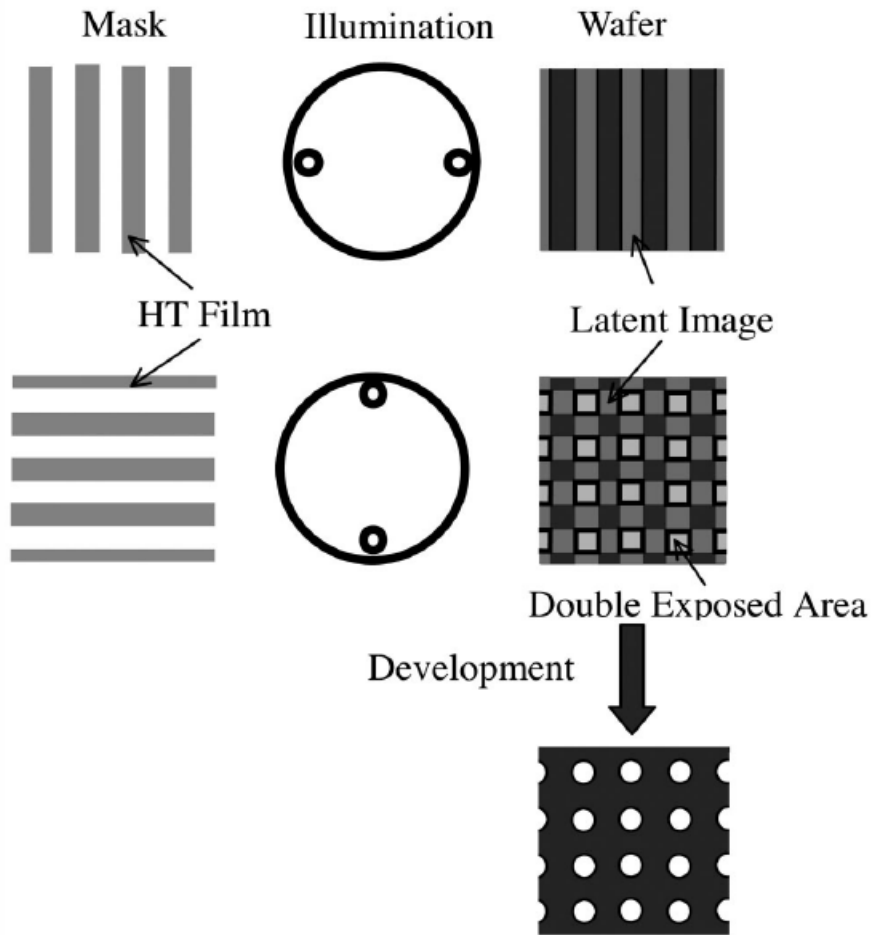 Mask
Illumination
Wafer
HT Film
Latent Image
Double Exposed Area
Development